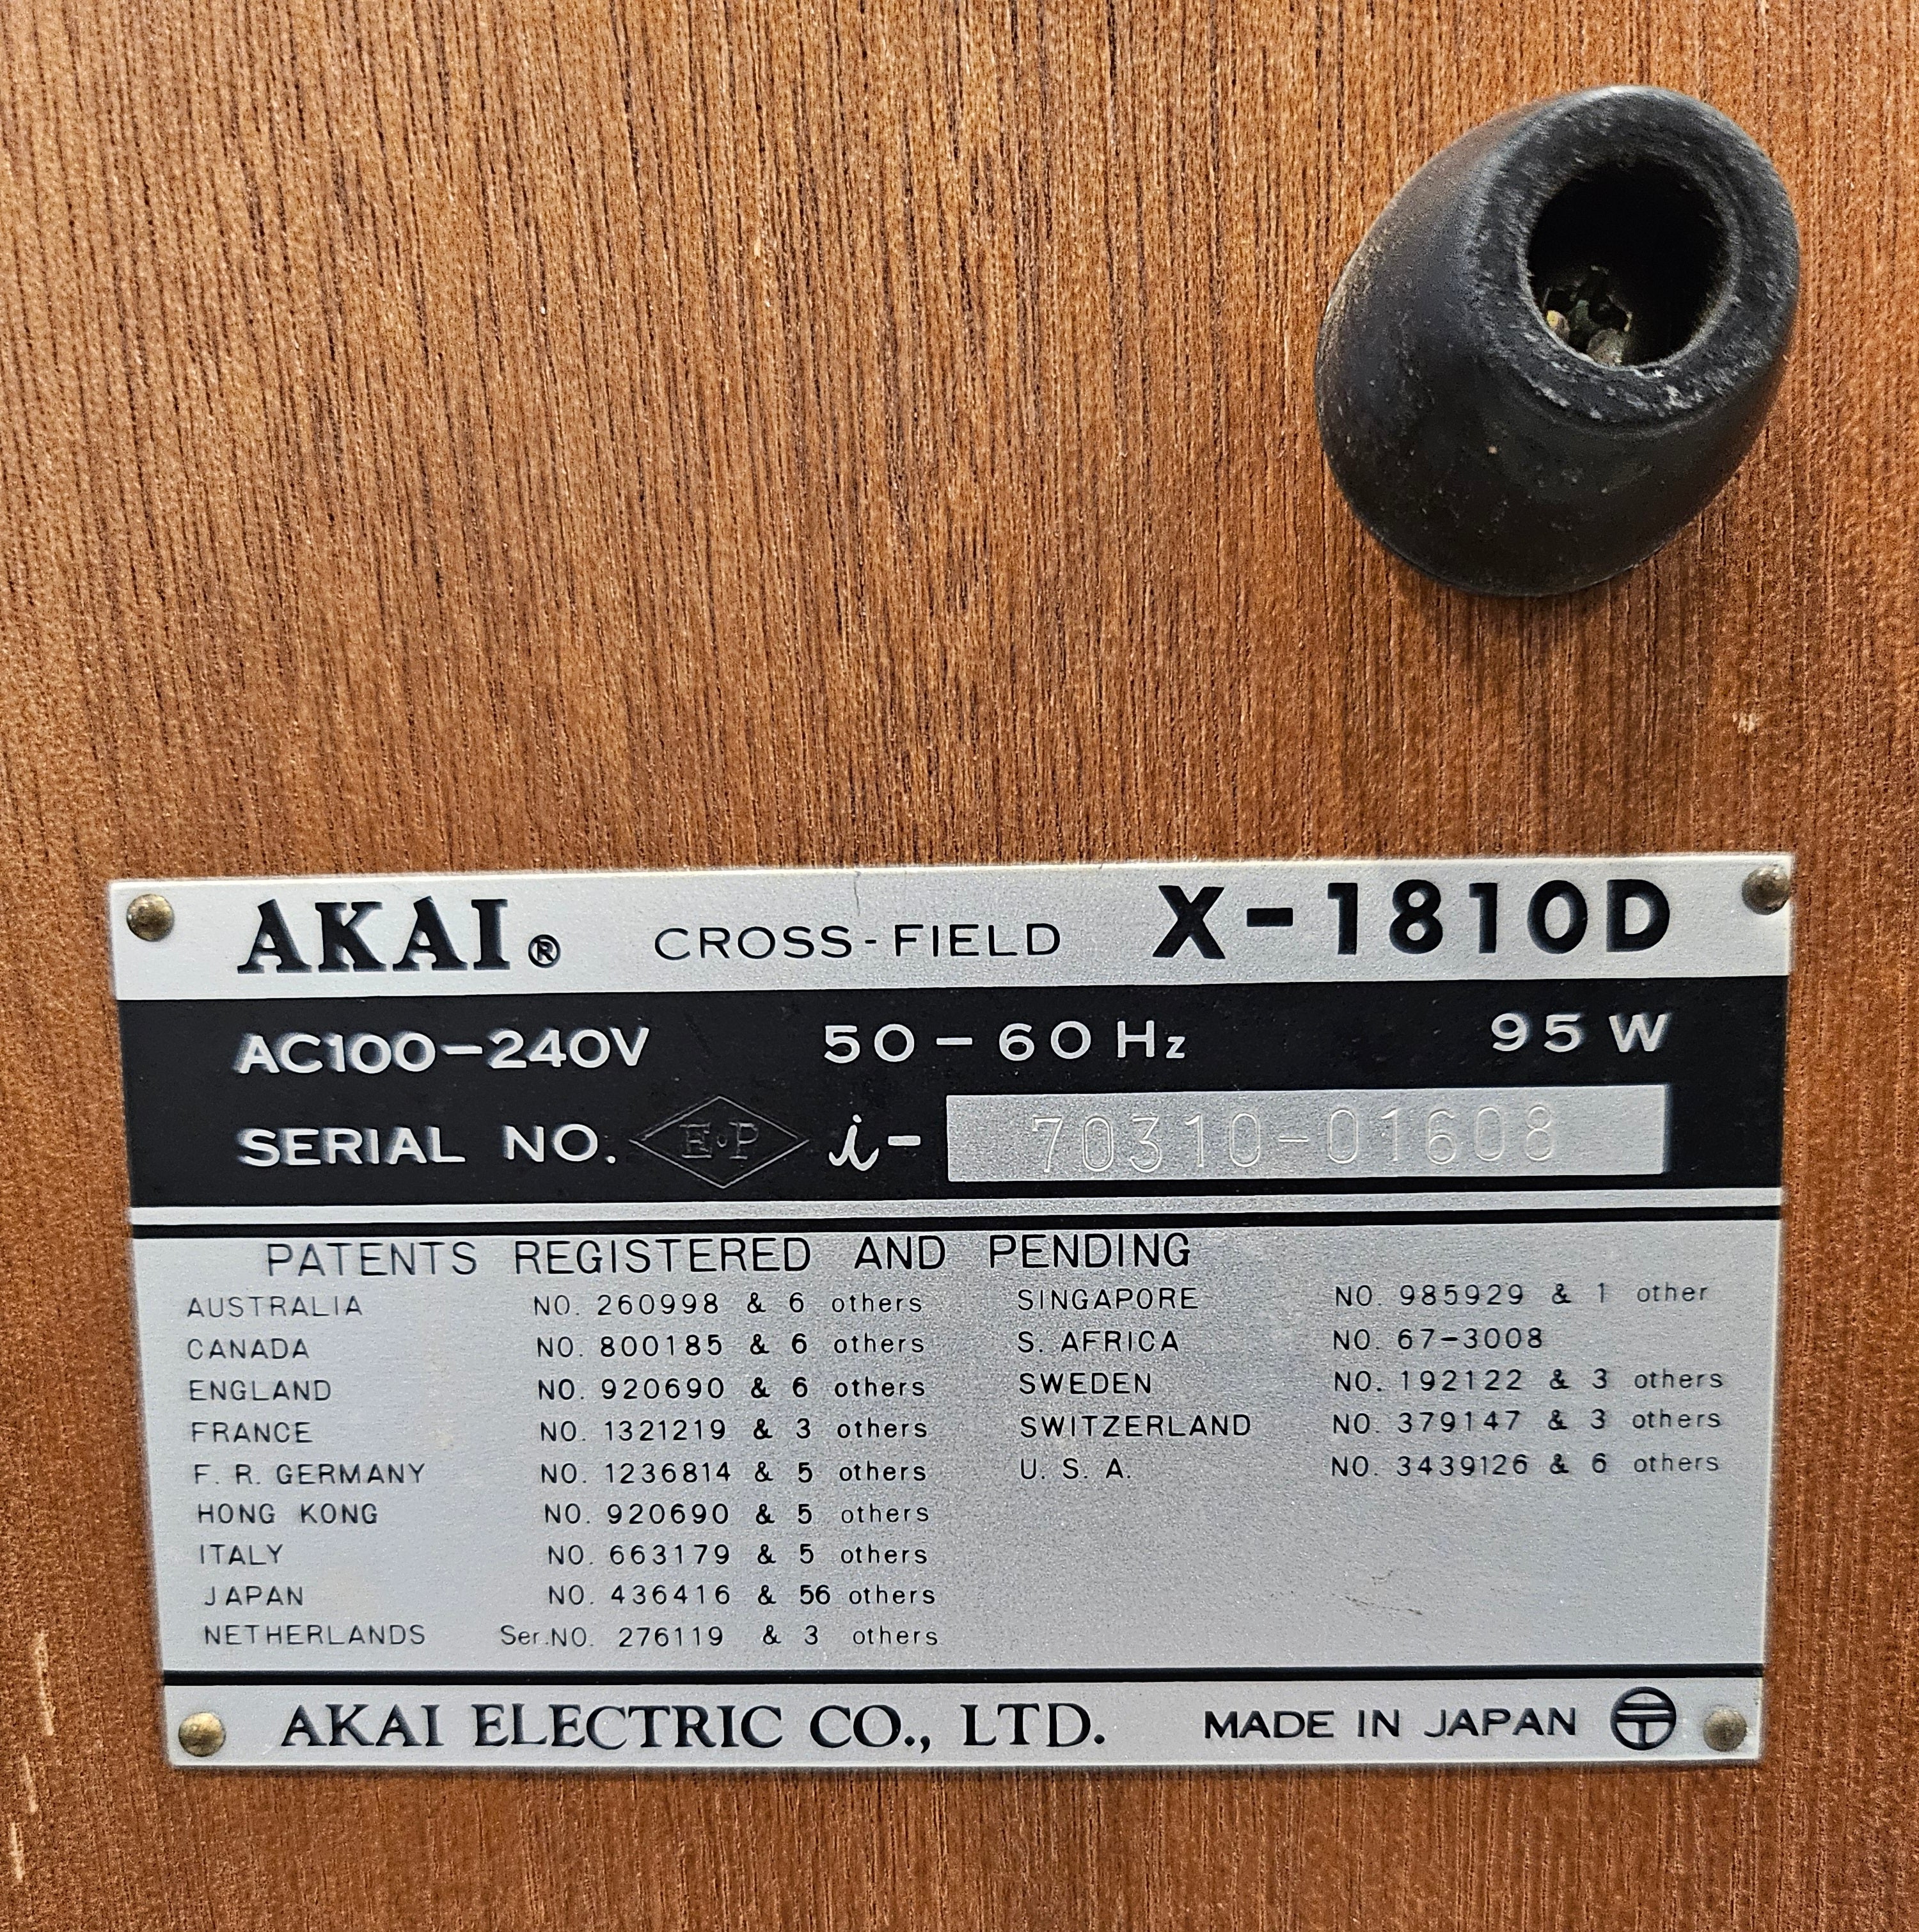 AKAI® CROSS-FIELD X-1810D
AC100-240V 50-60 Hz 95 W
SERIAL NO. E·P i- 70310-01608
PATENTS REGISTERED AND PENDING
AUSTRALIA NO. 260998 & 6 others
CANADA NO. 800185 & 6 others
ENGLAND NO. 920690 & 6 others
FRANCE NO. 1321219 & 3 others
F. R. GERMANY NO. 1236814 & 5 others
HONG KONG NO. 920690 & 5 others
ITALY NO. 663179 & 5 others
JAPAN NO. 436416 & 56 others
NETHERLANDS Ser.NO. 276119 & 3 others
SINGAPORE NO. 985929 & 1 other
S. AFRICA NO. 67-3008
SWEDEN NO. 192122 & 3 others
SWITZERLAND NO. 379147 & 3 others
U. S. A. NO. 3439126 & 6 others
AKAI ELECTRIC CO., LTD. MADE IN JAPAN